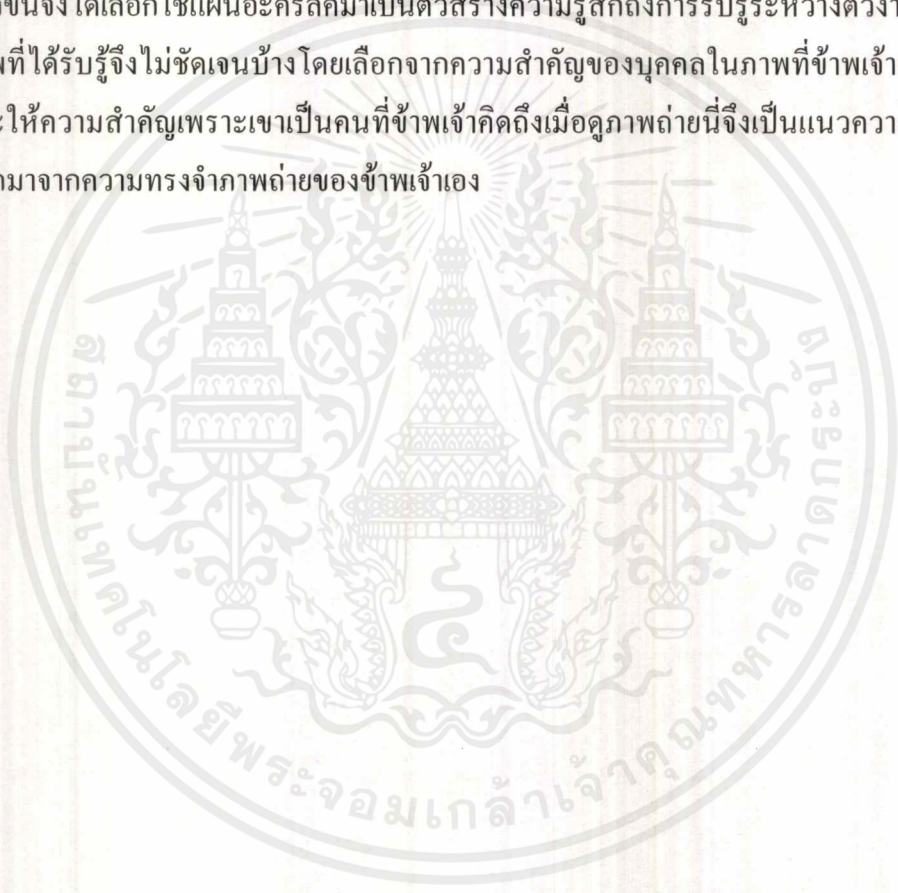 ขึ้นจึงได้เลือกใช้แผ่นอะคริลิคมาเป็นตัวสร้างความรู้สึกถึงการรับรู้ระหว่างตัวงา
ที่ได้รับรู้จึงไม่ชัดเจนบ้างโดยเลือกจากความสำคัญของบุคคลในภาพที่ข้าพเจ้า
ให้ความสำคัญเพราะเขาเป็นคนที่ข้าพเจ้าคิดถึงเมื่อดูภาพถ่ายนี่จึงเป็นแนวควา
มาจากความทรงจำภาพถ่ายของข้าพเจ้าเอง
สถาบันเทคโนโลยีพระจอมเกล้าเจ้าคุณทหารลาดกระบัง